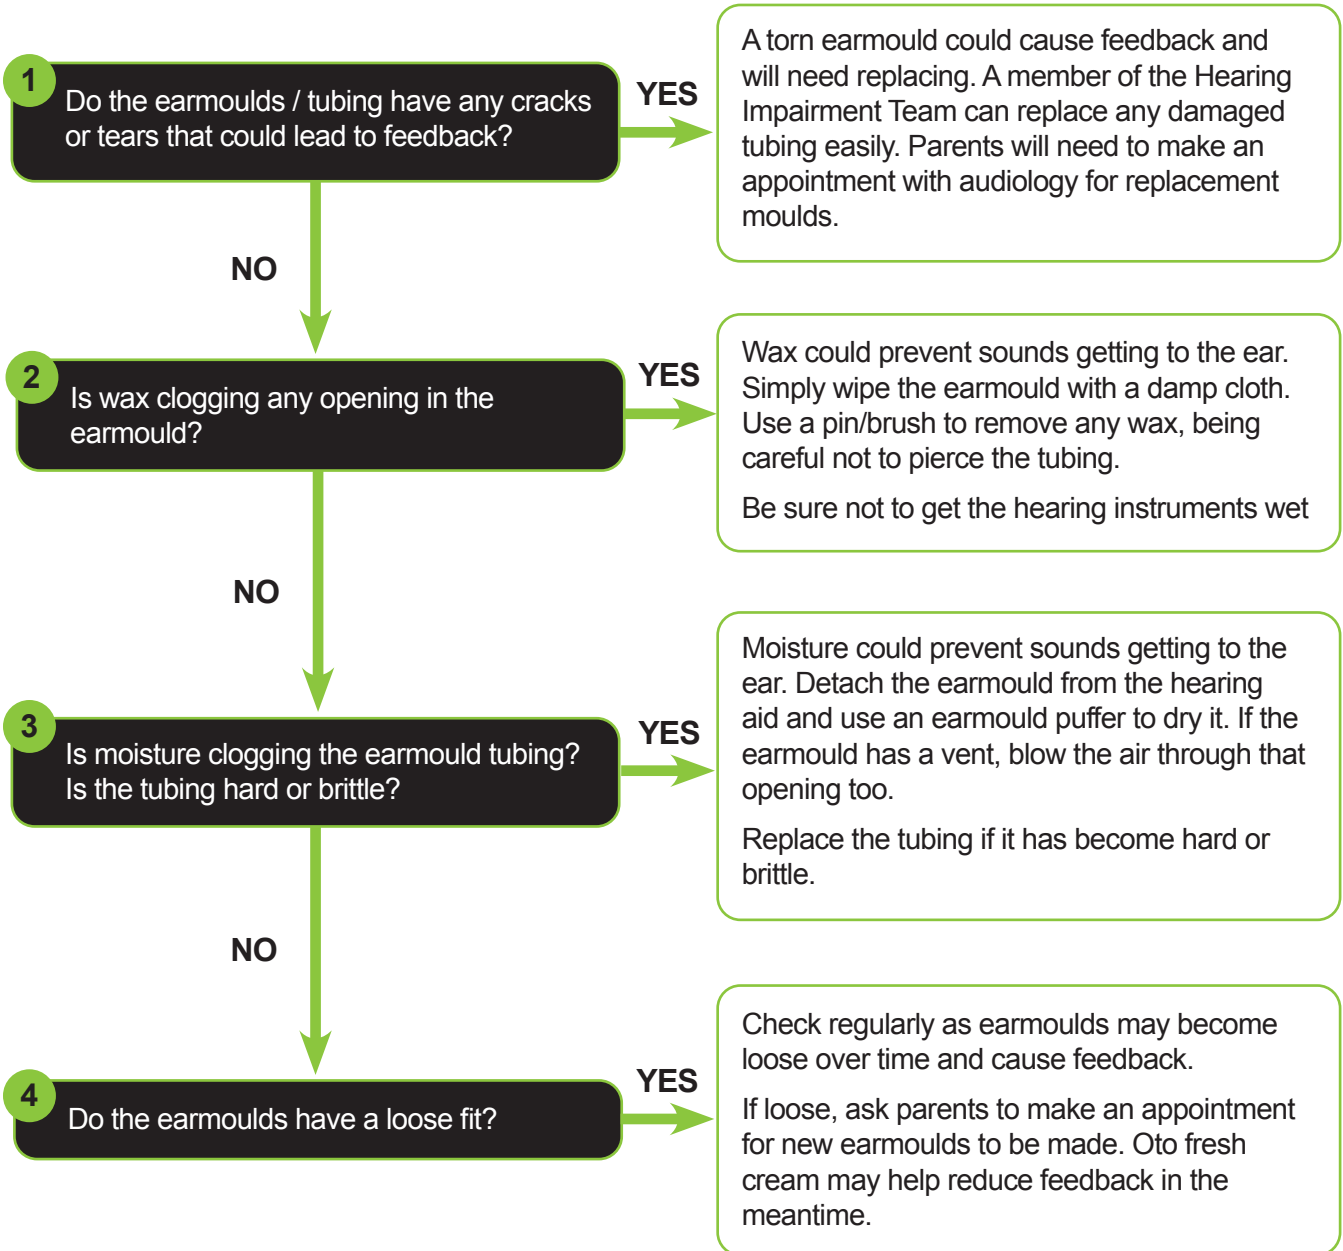 1
Do the earmoulds / tubing have any cracks
or tears that could lead to feedback?
YES
A torn earmould could cause feedback and
will need replacing. A member of the Hearing
Impairment Team can replace any damaged
tubing easily. Parents will need to make an
appointment with audiology for replacement
moulds.
NO
2
Is wax clogging any opening in the
earmould?
YES
Wax could prevent sounds getting to the ear.
Simply wipe the earmould with a damp cloth.
Use a pin/brush to remove any wax, being
careful not to pierce the tubing.
Be sure not to get the hearing instruments wet
NO
3
Is moisture clogging the earmould tubing?
Is the tubing hard or brittle?
YES
Moisture could prevent sounds getting to the
ear. Detach the earmould from the hearing
aid and use an earmould puffer to dry it. If the
earmould has a vent, blow the air through that
opening too.
Replace the tubing if it has become hard or
brittle.
NO
4
Do the earmoulds have a loose fit?
YES
Check regularly as earmoulds may become
loose over time and cause feedback.
If loose, ask parents to make an appointment
for new earmoulds to be made. Oto fresh
cream may help reduce feedback in the
meantime.